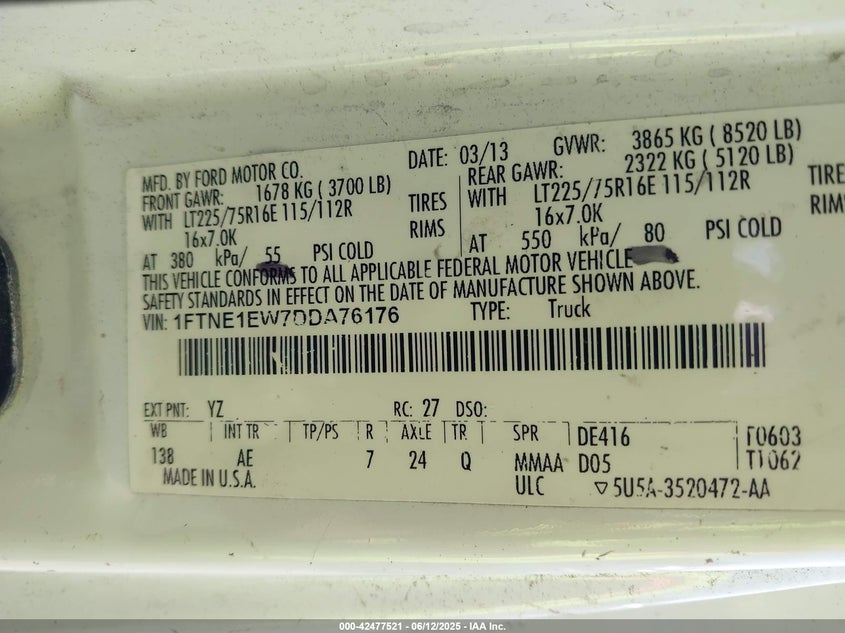 MFD. BY FORD MOTOR CO. DATE: 03/13 GVWR: 3865 KG ( 8520 LB)
FRONT GAWR: 1678 KG ( 3700 LB) REAR GAWR: 2322 KG ( 5120 LB)
WITH LT225/75R16E 115/112R TIRES WITH LT225/75R16E 115/112R TIRE
16x7.0K RIMS 16x7.0K RIM
AT 380 kPa/ 55 PSI COLD AT 550 kPa/ 80 PSI COLD
THIS VEHICLE CONFORMS TO ALL APPLICABLE FEDERAL MOTOR VEHICLE
SAFETY STANDARDS IN EFFECT ON THE DATE OF MANUFACTURE SHOWN ABOVE.
VIN: 1FTNE1EW7DDA76176 TYPE: Truck
EXT PNT: YZ RC: 27 DSO:
WB INT TR TP/PS R AXLE TR SPR DE416 T0603
138 AE 7 24 Q MMAA D05 T1062
MADE IN U.S.A. ULC ▽5U5A-3520472-AA
000-42477521 - 06/12/2025 - IAA Inc.